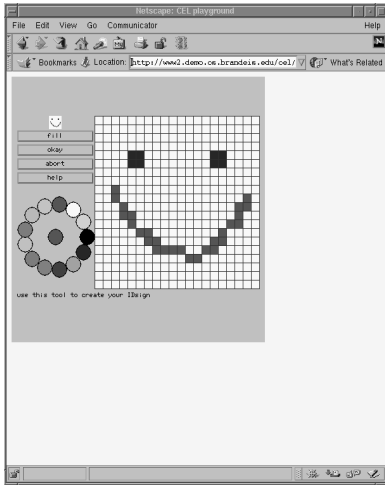 Netscape: CEL playground
File Edit View Go Communicator Help
Bookmarks Location: http://www2.demo.cs.brandeis.edu/cel/ What's Related
fill
okay
abort
help
use this tool to create your IDsign